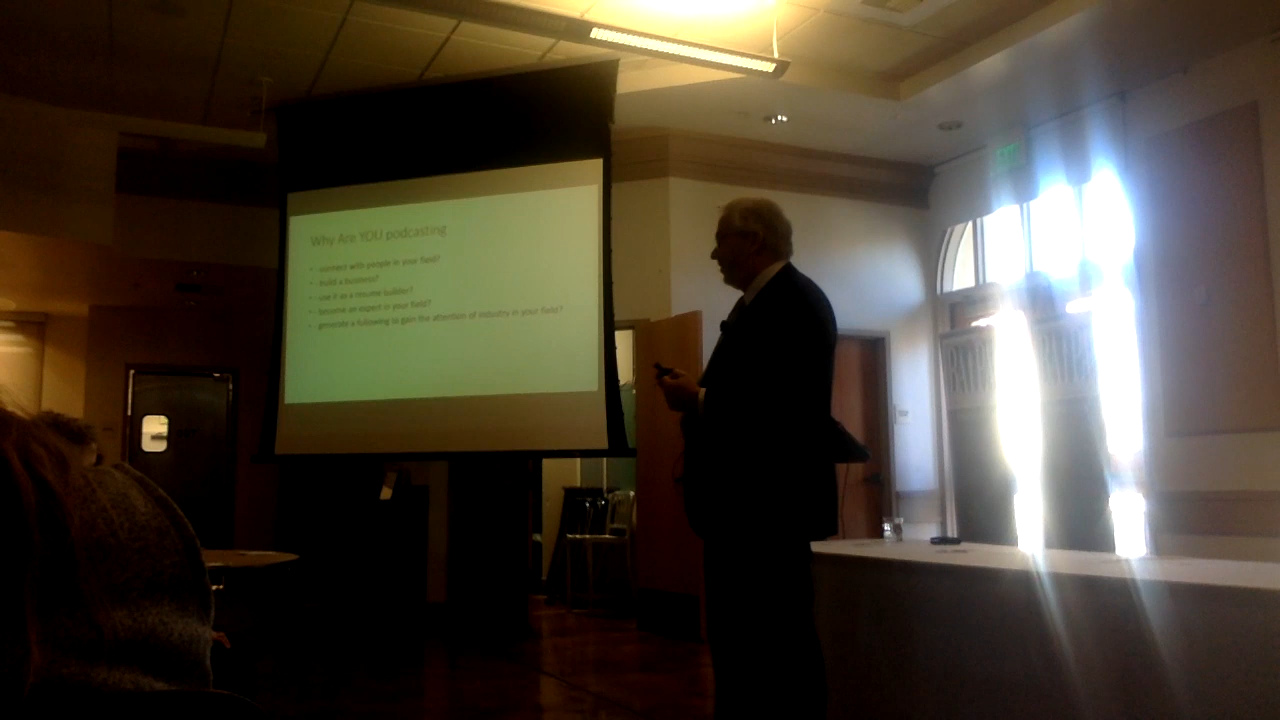 EXIT
Why Are YOU podcasting
- connect with people in your field?
- build a business?
- use it as a resume builder?
- become an expert in your field?
- generate a following to gain the attention of industry in your field?